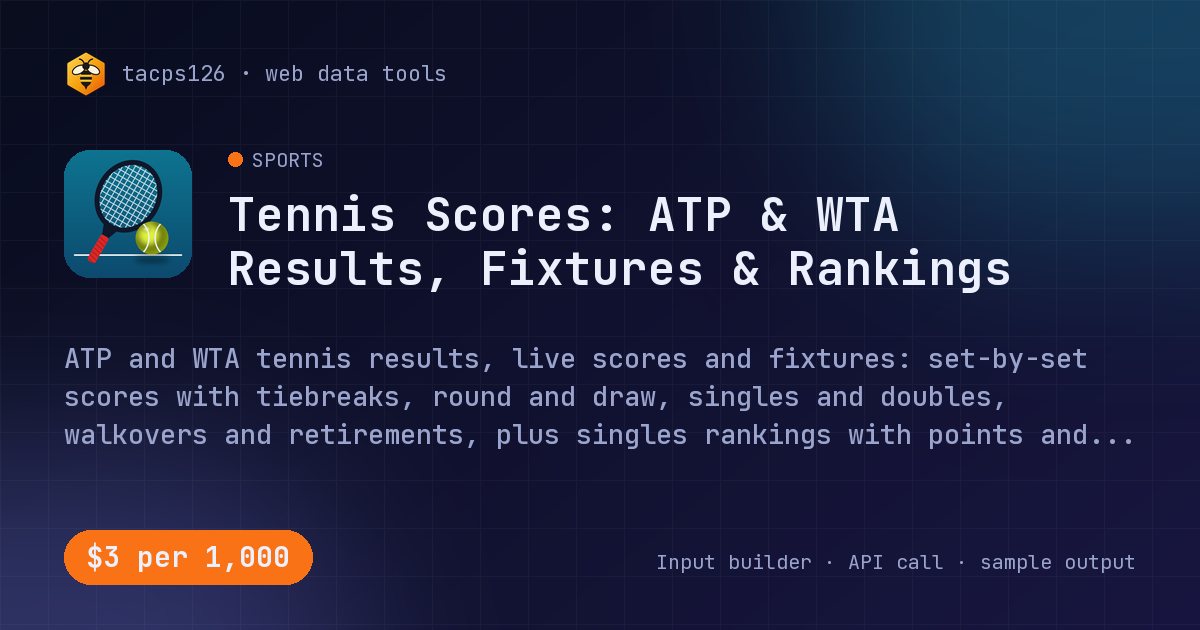 tacps126 · web data tools
SPORTS
Tennis Scores: ATP & WTA
Results, Fixtures & Rankings
ATP and WTA tennis results, live scores and fixtures: set-by-set
scores with tiebreaks, round and draw, singles and doubles,
walkovers and retirements, plus singles rankings with points and...
$3 per 1,000
Input builder · API call · sample output